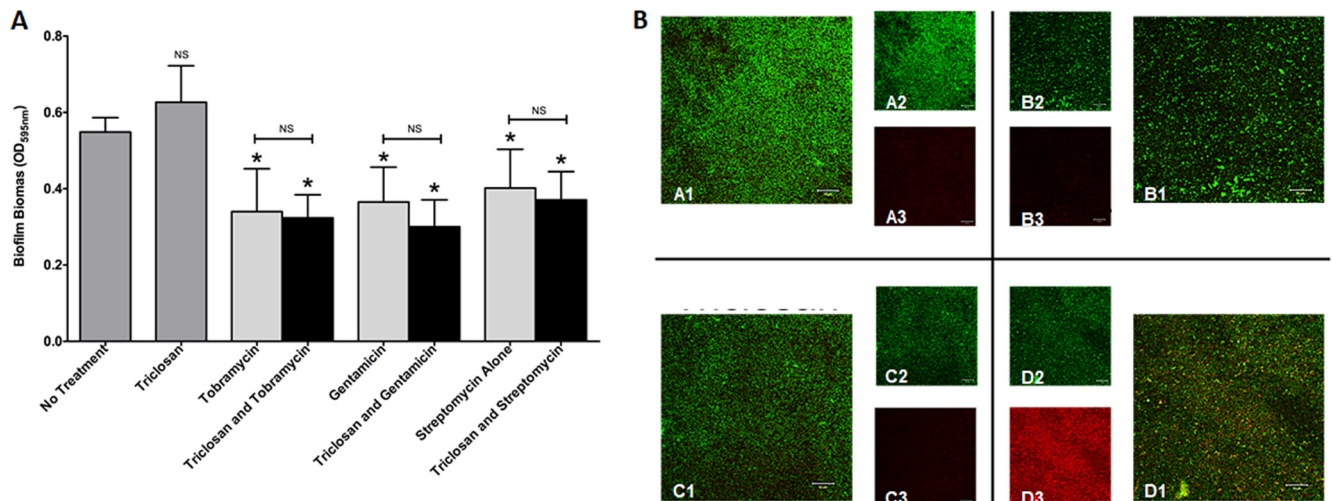 A
B
0.8
0.6
0.4
0.2
0.0
Biofilm Biomas (OD595nm)
NS
NS
NS
NS
*
*
*
*
*
*
No Treatment
Triclosan
Tobramycin
Triclosan and Tobramycin
Gentamicin
Triclosan and Gentamicin
Streptomycin Alone
Triclosan and Streptomycin
A1
A2
A3
B2
B3
B1
C1
C2
C3
D2
D3
D1